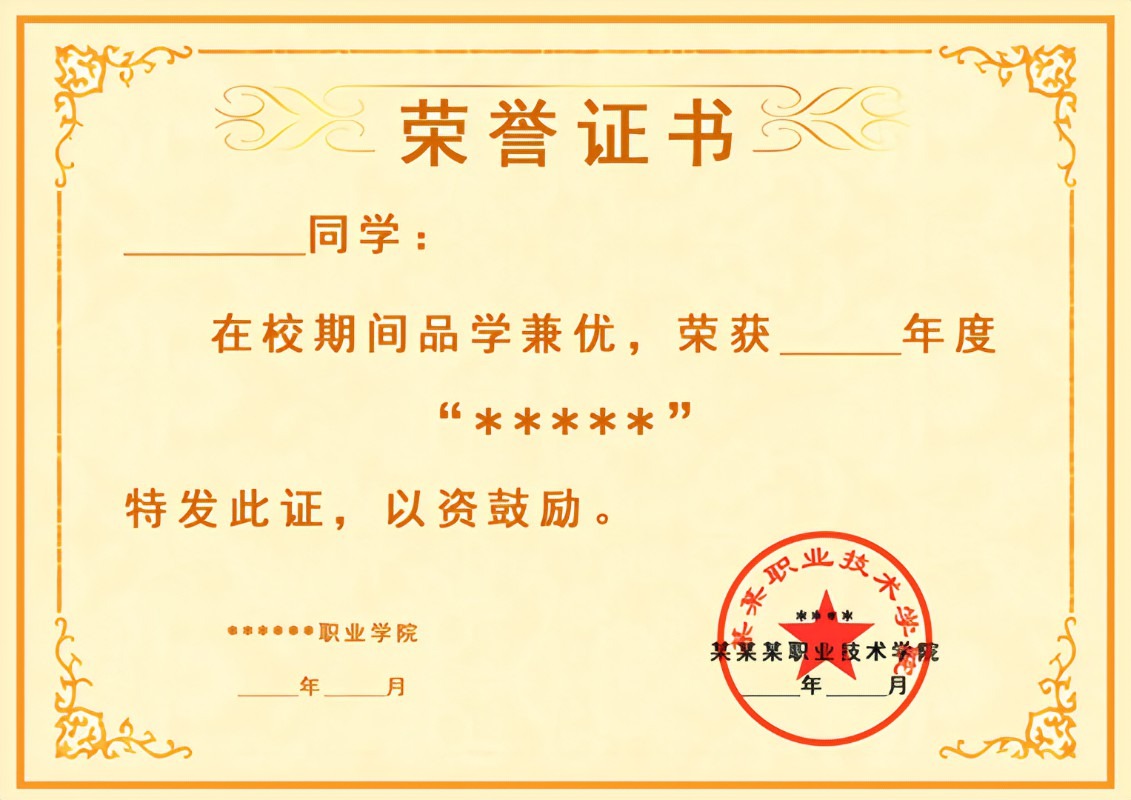 荣誉证书
________同学：
在校期间品学兼优，荣获_____年度
“*****”
特发此证，以资鼓励。
******职业学院
_____年_____月
某某某职业技术学院
****
某某某职业技术学院
_____年_____月